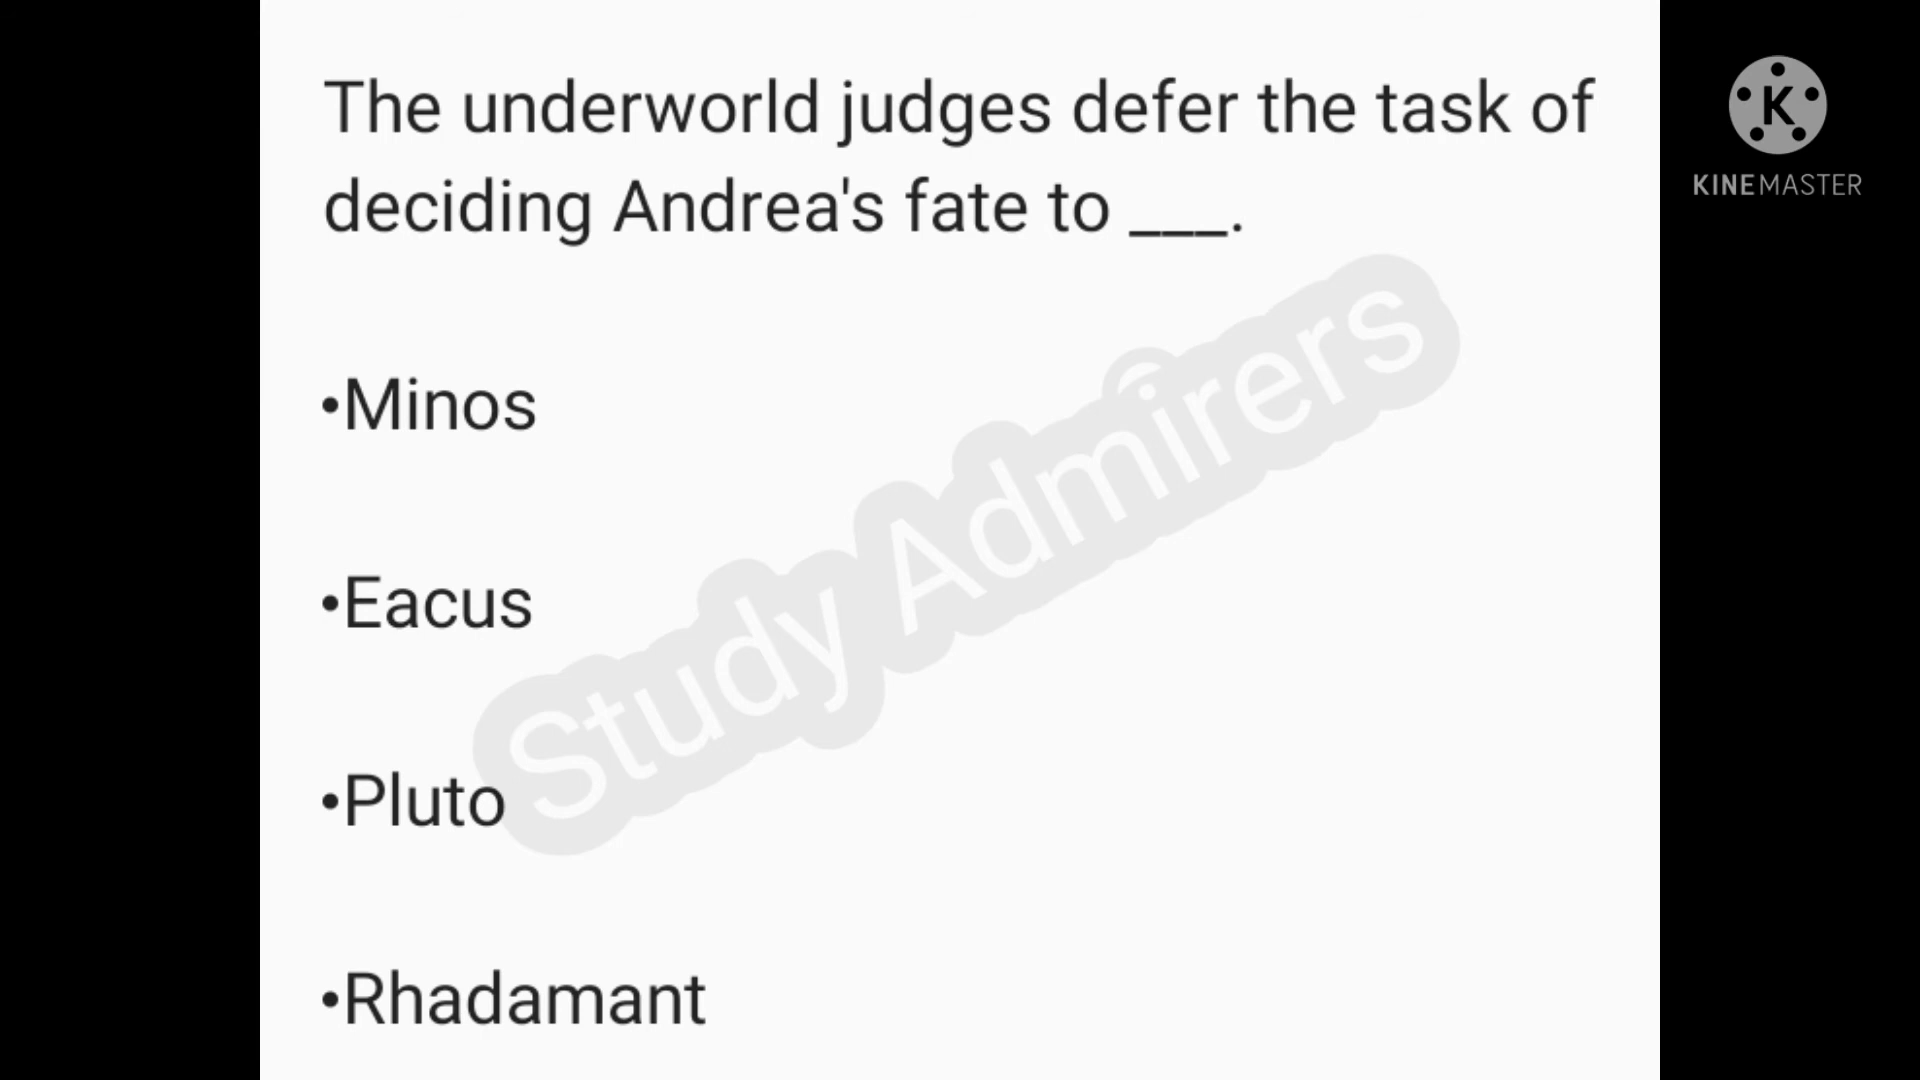 The underworld judges defer the task of
deciding Andrea's fate to ___.
•Minos
•Eacus
•Pluto
•Rhadamant
Study Admirers
K
KINEMASTER